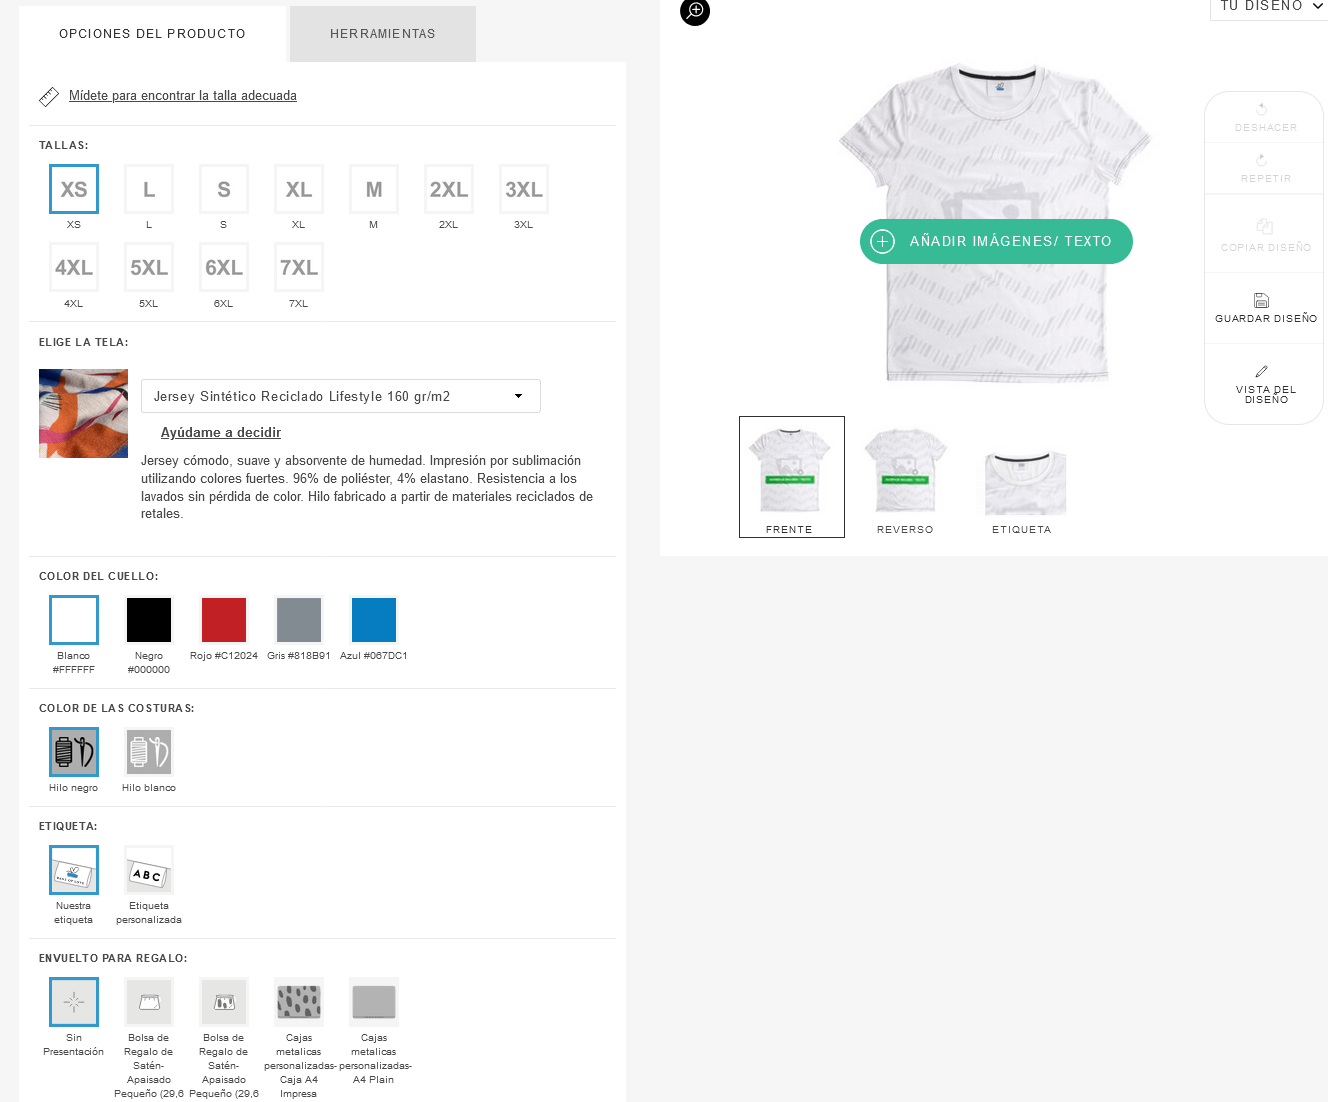 OPCIONES DEL PRODUCTO
HERRAMIENTAS
Mídete para encontrar la talla adecuada
TALLAS:
XS L S XL M 2XL 3XL
XS L S XL M 2XL 3XL
4XL 5XL 6XL 7XL
4XL 5XL 6XL 7XL
ELIGE LA TELA:
Jersey Sintético Reciclado Lifestyle 160 gr/m2
Ayúdame a decidir
Jersey cómodo, suave y absorvente de humedad. Impresión por sublimación
utilizando colores fuertes. 96% de poliéster, 4% elastano. Resistencia a los
lavados sin pérdida de color. Hilo fabricado a partir de materiales reciclados de
retales.
COLOR DEL CUELLO:
Blanco
#FFFFFF
Negro
#000000
Rojo #C12024
Gris #818B91
Azul #067DC1
COLOR DE LAS COSTURAS:
Hilo negro
Hilo blanco
ETIQUETA:
Nuestra
etiqueta
ABC
Etiqueta
personalizada
ENVUELTO PARA REGALO:
Sin
Presentación
Bolsa de
Regalo de
Satén-
Apaisado
Pequeño (29,6
Bolsa de
Regalo de
Satén-
Apaisado
Pequeño (29,6
Cajas
metalicas
personalizadas-
Caja A4
Impresa
Cajas
metalicas
personalizadas-
A4 Plain
TU DISEÑO
AÑADIR IMÁGENES/ TEXTO
DESHACER
REPETIR
COPIAR DISEÑO
GUARDAR DISEÑO
VISTA DEL
DISEÑO
FRENTE
REVERSO
ETIQUETA